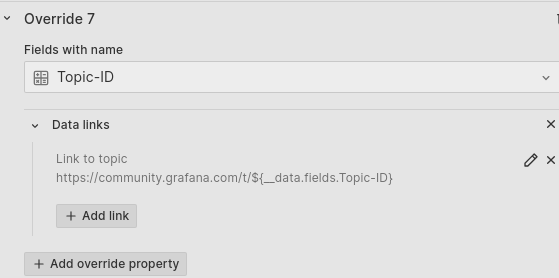 Override 7
Fields with name
Topic-ID
Data links
Link to topic
https://community.grafana.com/t/${__data.fields.Topic-ID}
+ Add link
+ Add override property